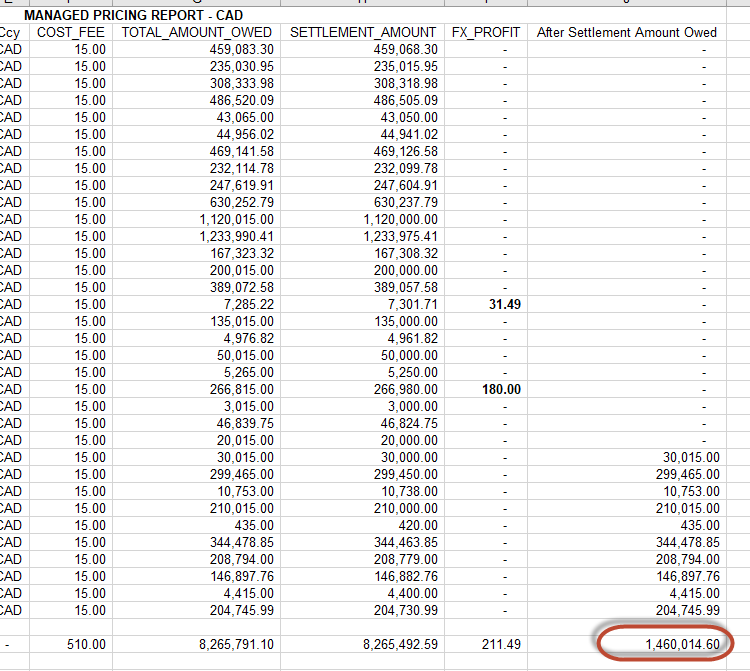 MANAGED PRICING REPORT - CAD
Ccy COST_FEE TOTAL_AMOUNT_OWED SETTLEMENT_AMOUNT FX_PROFIT After Settlement Amount Owed
CAD 15.00 459,083.30 459,068.30 - -
CAD 15.00 235,030.95 235,015.95 - -
CAD 15.00 308,333.98 308,318.98 - -
CAD 15.00 486,520.09 486,505.09 - -
CAD 15.00 43,065.00 43,050.00 - -
CAD 15.00 44,956.02 44,941.02 - -
CAD 15.00 469,141.58 469,126.58 - -
CAD 15.00 232,114.78 232,099.78 - -
CAD 15.00 247,619.91 247,604.91 - -
CAD 15.00 630,252.79 630,237.79 - -
CAD 15.00 1,120,015.00 1,120,000.00 - -
CAD 15.00 1,233,990.41 1,233,975.41 - -
CAD 15.00 167,323.32 167,308.32 - -
CAD 15.00 200,015.00 200,000.00 - -
CAD 15.00 389,072.58 389,057.58 - -
CAD 15.00 7,285.22 7,301.71 31.49 -
CAD 15.00 135,015.00 135,000.00 - -
CAD 15.00 4,976.82 4,961.82 - -
CAD 15.00 50,015.00 50,000.00 - -
CAD 15.00 5,265.00 5,250.00 - -
CAD 15.00 266,815.00 266,980.00 180.00 -
CAD 15.00 3,015.00 3,000.00 - -
CAD 15.00 46,839.75 46,824.75 - -
CAD 15.00 20,015.00 20,000.00 - -
CAD 15.00 30,015.00 30,000.00 - 30,015.00
CAD 15.00 299,465.00 299,450.00 - 299,465.00
CAD 15.00 10,753.00 10,738.00 - 10,753.00
CAD 15.00 210,015.00 210,000.00 - 210,015.00
CAD 15.00 435.00 420.00 - 435.00
CAD 15.00 344,478.85 344,463.85 - 344,478.85
CAD 15.00 208,794.00 208,779.00 - 208,794.00
CAD 15.00 146,897.76 146,882.76 - 146,897.76
CAD 15.00 4,415.00 4,400.00 - 4,415.00
CAD 15.00 204,745.99 204,730.99 - 204,745.99
- 510.00 8,265,791.10 8,265,492.59 211.49 1,460,014.60